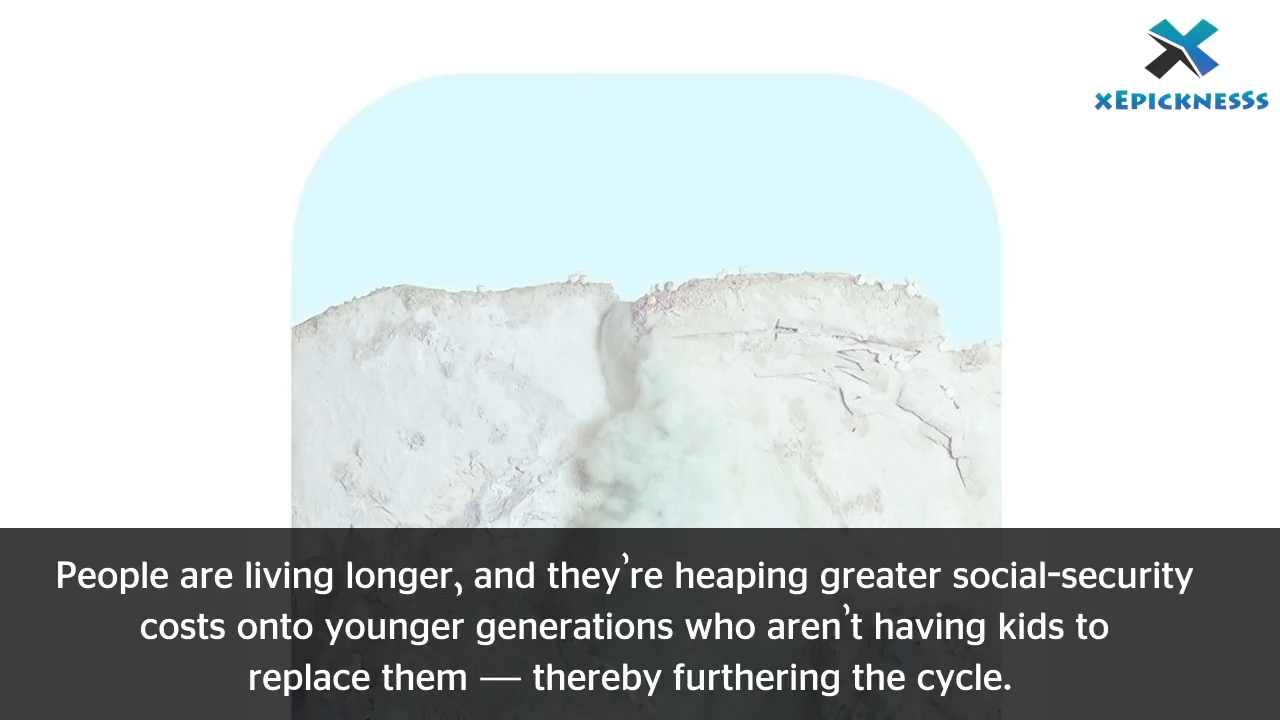 xEpicknesss
People are living longer, and they’re heaping greater social-security
costs onto younger generations who aren’t having kids to
replace them — thereby furthering the cycle.